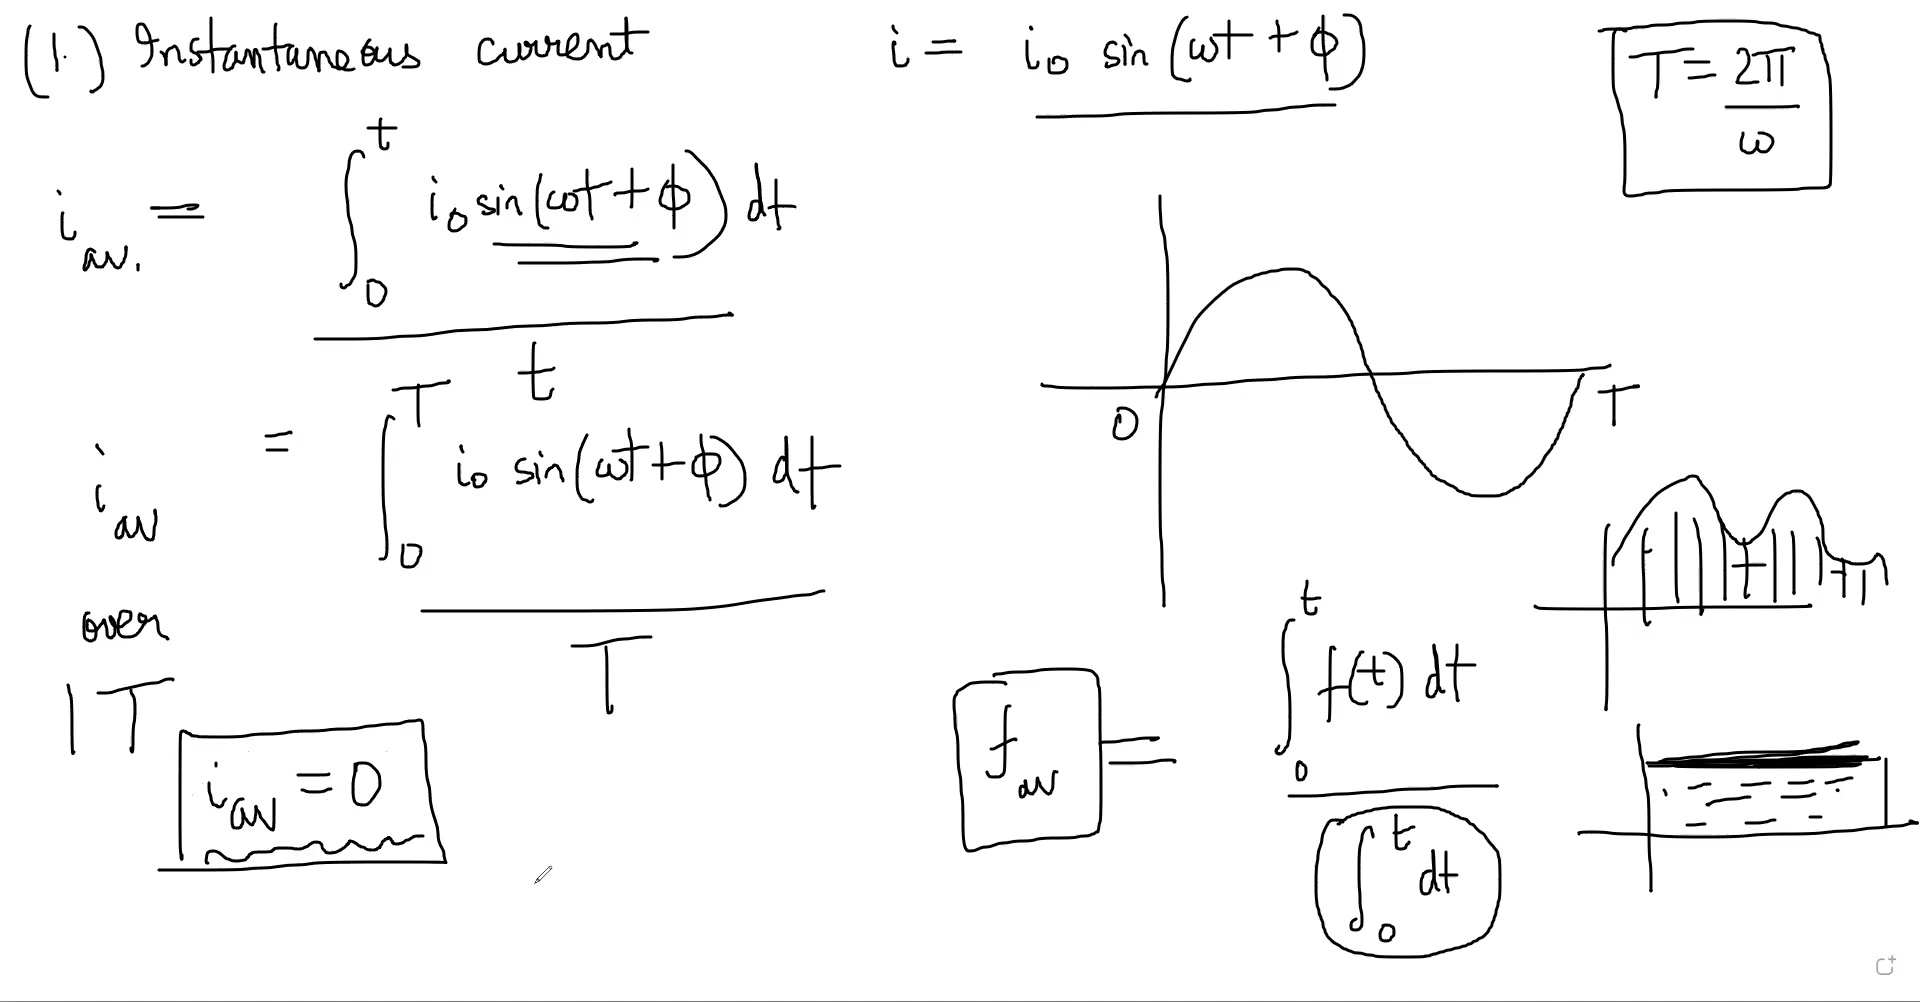 (1.) Instantaneous current i = i₀ sin (ωt + ϕ)
T = 2π/ω
i_av. = ∫₀ᵗ i₀ sin(ωt + ϕ) dt / t
i_av over 1T = ∫₀ᵀ i₀ sin(ωt + ϕ) dt / T
i_av = 0
0 T
f_av = ∫₀ᵗ f(t) dt / ∫₀ᵗ dt